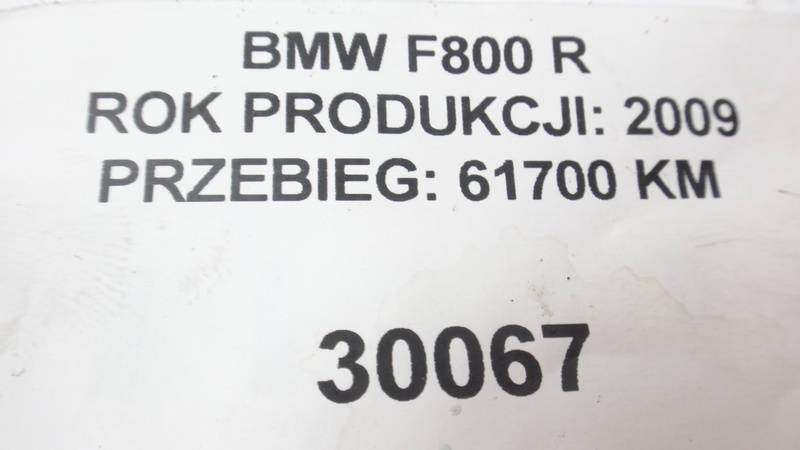 BMW F800 R
ROK PRODUKCJI: 2009
PRZEBIEG: 61700 KM
30067